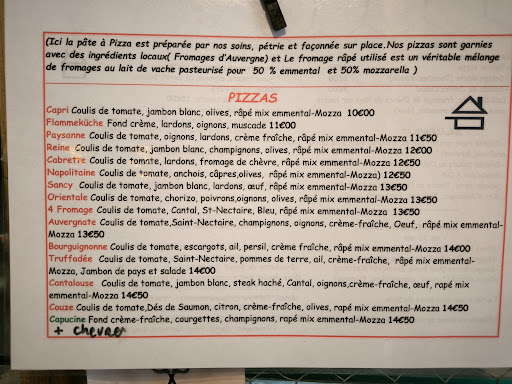 (Ici la pâte à Pizza est préparée par nos soins, pétrie et façonnée sur place.Nos pizzas sont garnies
avec des ingrédients locaux( Fromages d'Auvergne) et Le fromage râpé utilisé est un véritable mélange
de fromages au lait de vache pasteurisé pour 50 % emmental et 50% mozzarella )
PIZZAS
Capri Coulis de tomate, jambon blanc, olives, râpé mix emmental-Mozza 10€00
Flammeküche Fond crème, lardons, oignons, muscade 11€00
Paysanne Coulis de tomate, oignons, lardons, crème fraîche, râpé mix emmental-Mozza 11€50
Reine Coulis de tomate, jambon blanc, champignons, olives, râpé mix emmental-Mozza 12€00
Cabrette Coulis de tomate, lardons, fromage de chèvre, râpé mix emmental-Mozza 12€50
Napolitaine Coulis de tomate, anchois, câpres,olives, râpé mix emmental-Mozza) 12€50
Sancy Coulis de tomate, jambon blanc, lardons, œuf, râpé mix emmental-Mozza 13€50
Orientale Coulis de tomate, chorizo, poivrons,oignons, olives, râpé mix emmental-Mozza 13€50
4 Fromage Coulis de tomate, Cantal, St-Nectaire, Bleu, râpé mix emmental-Mozza 13€50
Auvergnate Coulis de tomate,Saint-Nectaire, champignons, oignons, crème-fraîche, Oeuf, râpé mix emmental-
Mozza 13€50
Bourguignonne Coulis de tomate, escargots, ail, persil, crème fraîche, râpé mix emmental-Mozza 14€00
Truffadée Coulis de tomate, Saint-Nectaire, pommes de terre, ail, crème-fraîche, râpé mix emmental-
Mozza, Jambon de pays et salade 14€00
Cantalouse Coulis de tomate, jambon blanc, steak haché, Cantal, oignons,crème-fraîche, œuf, rapé mix
emmental-Mozza 14€50
Couze Coulis de tomate,Dés de Saumon, citron, crème-fraîche, olives, rapé mix emmental-Mozza 14€50
Capucine Fond crème-fraîche, courgettes, champignons, rapé mix emmental-Mozza 14€50
+ chevre